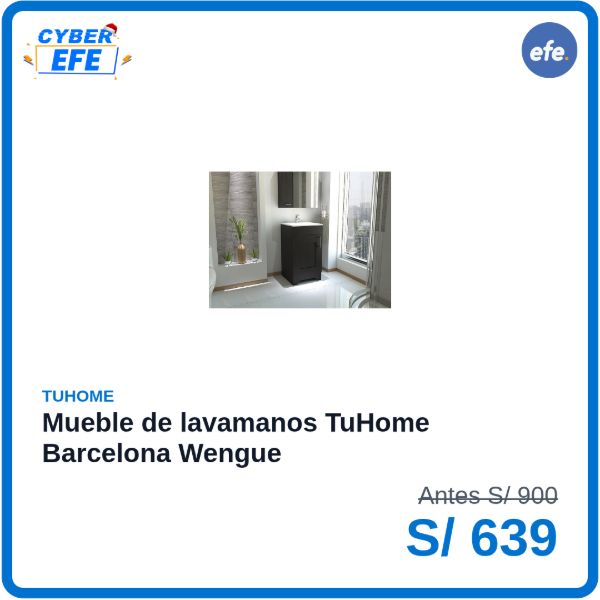 CYBER
EFE
efe.
TUHOME
Mueble de lavamanos TuHome
Barcelona Wengue
Antes S/ 900
S/ 639